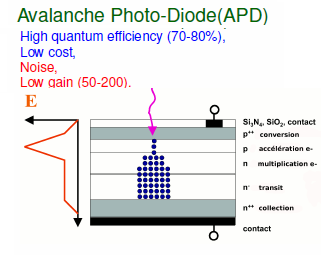 Avalanche Photo-Diode(APD)
High quantum efficiency (70-80%),
Low cost,
Noise,
Low gain (50-200).
E
Si₃N₄, SiO₂, contact
p⁺⁺ conversion
p accélération e-
n multiplication e-
n⁻ transit
n⁺⁺ collection
contact